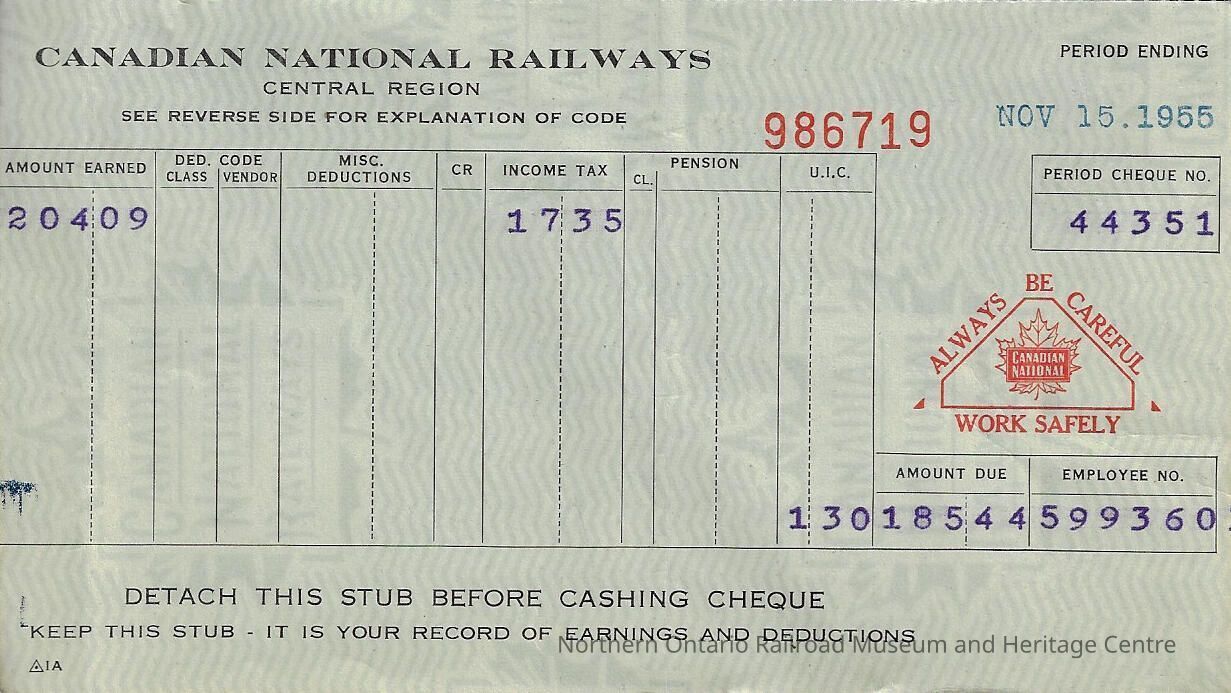 CANADIAN NATIONAL RAILWAYS
CENTRAL REGION
SEE REVERSE SIDE FOR EXPLANATION OF CODE
986719
PERIOD ENDING
NOV 15.1955
AMOUNT EARNED DED. CODE CLASS VENDOR MISC. DEDUCTIONS CR INCOME TAX CL. PENSION U.I.C.
PERIOD CHEQUE NO.
20409 1735
44351
ALWAYS BE CAREFUL
CANADIAN
NATIONAL
WORK SAFELY
AMOUNT DUE EMPLOYEE NO.
130 18544 599360
DETACH THIS STUB BEFORE CASHING CHEQUE
KEEP THIS STUB - IT IS YOUR RECORD OF EARNINGS AND DEDUCTIONS
Northern Ontario Railroad Museum and Heritage Centre
1A